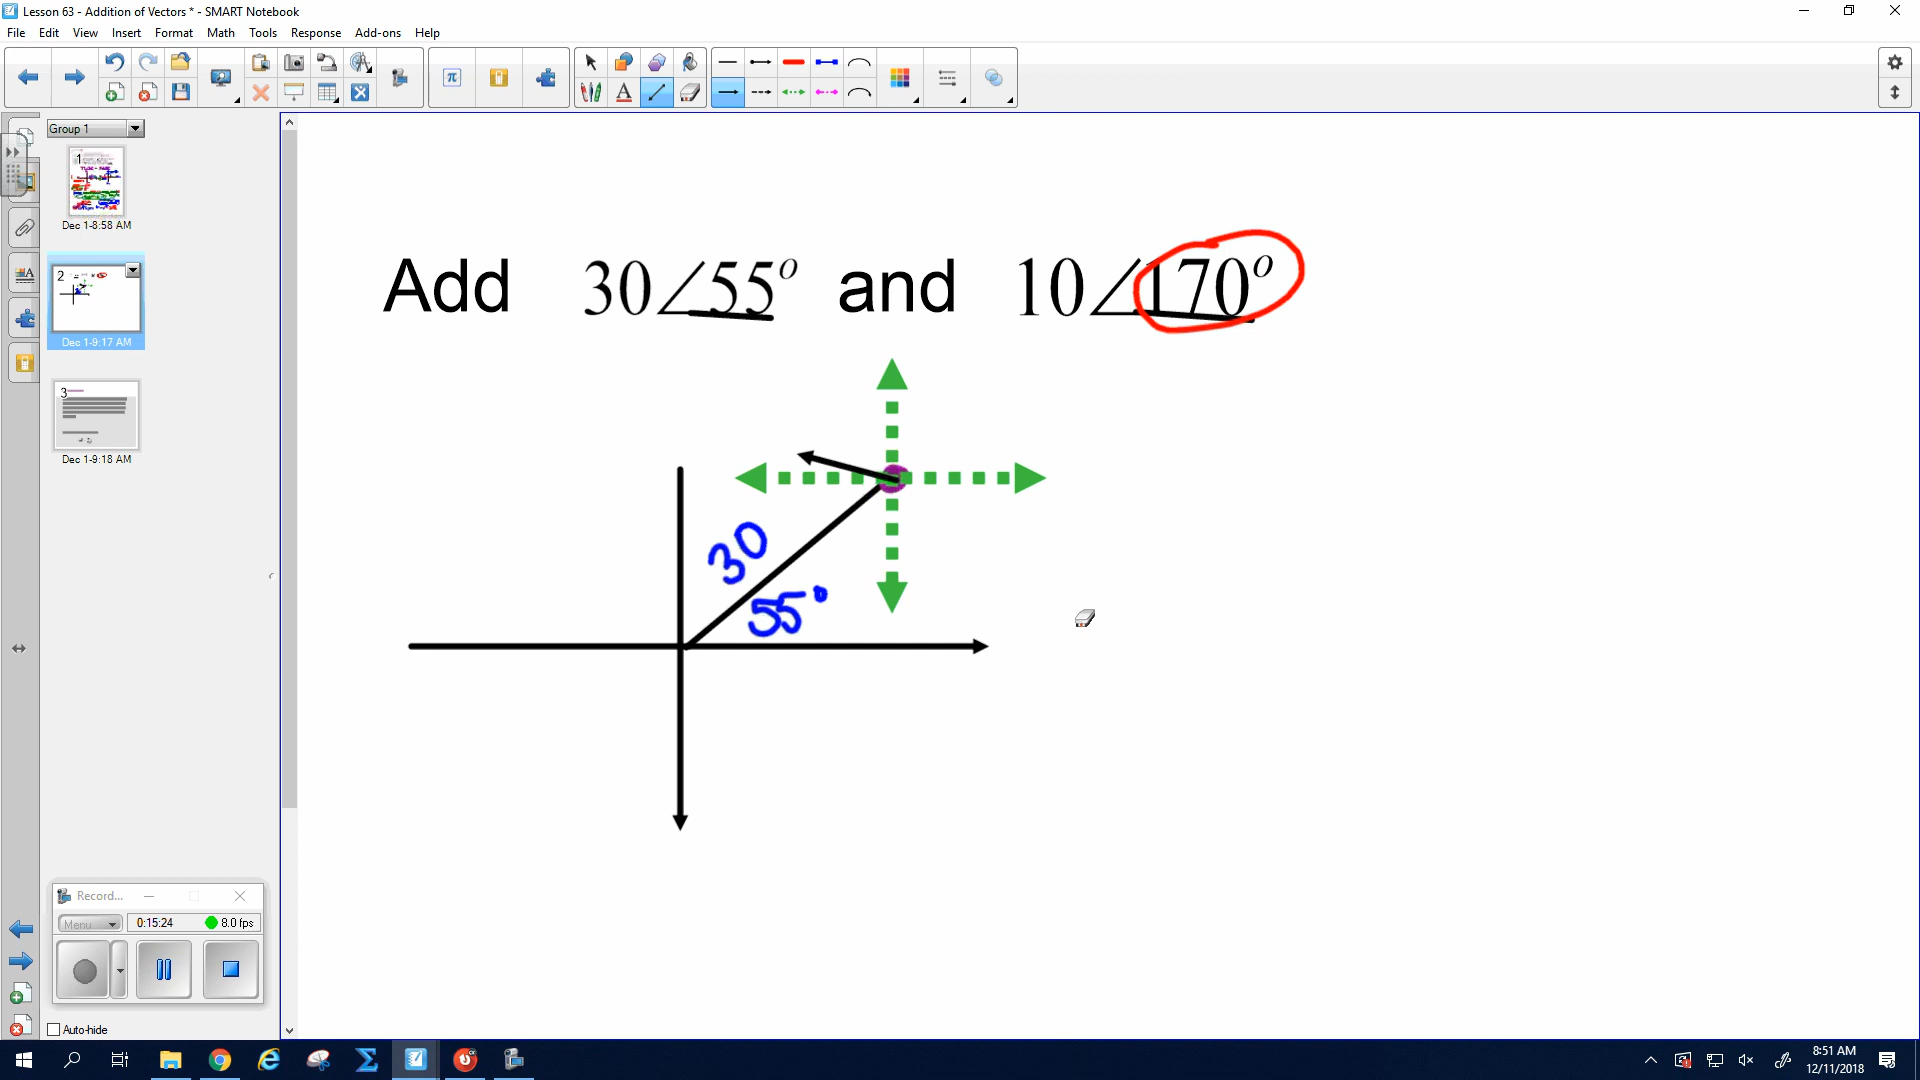 Lesson 63 - Addition of Vectors * - SMART Notebook
File Edit View Insert Format Math Tools Response Add-ons Help
Group 1
1
Dec 1-8:58 AM
2
Dec 1-9:17 AM
3
Dec 1-9:18 AM
Add 30∠55° and 10∠170°
30
55°
Record...
Menu 0:15:24 8.0 fps
Auto-hide
8:51 AM
12/11/2018